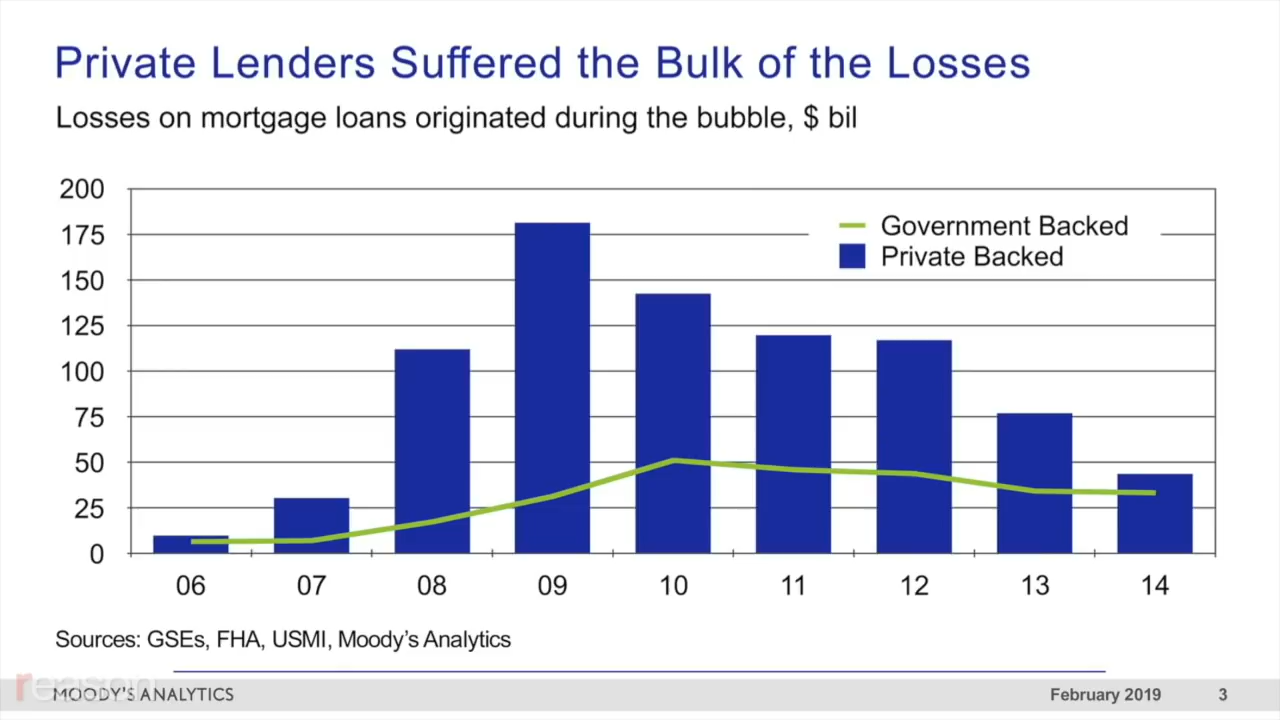 Private Lenders Suffered the Bulk of the Losses
Losses on mortgage loans originated during the bubble, $ bil
200
175
150
125
100
75
50
25
0
Government Backed
Private Backed
06 07 08 09 10 11 12 13 14
Sources: GSEs, FHA, USMI, Moody's Analytics
reason
MOODY'S ANALYTICS
February 2019 3